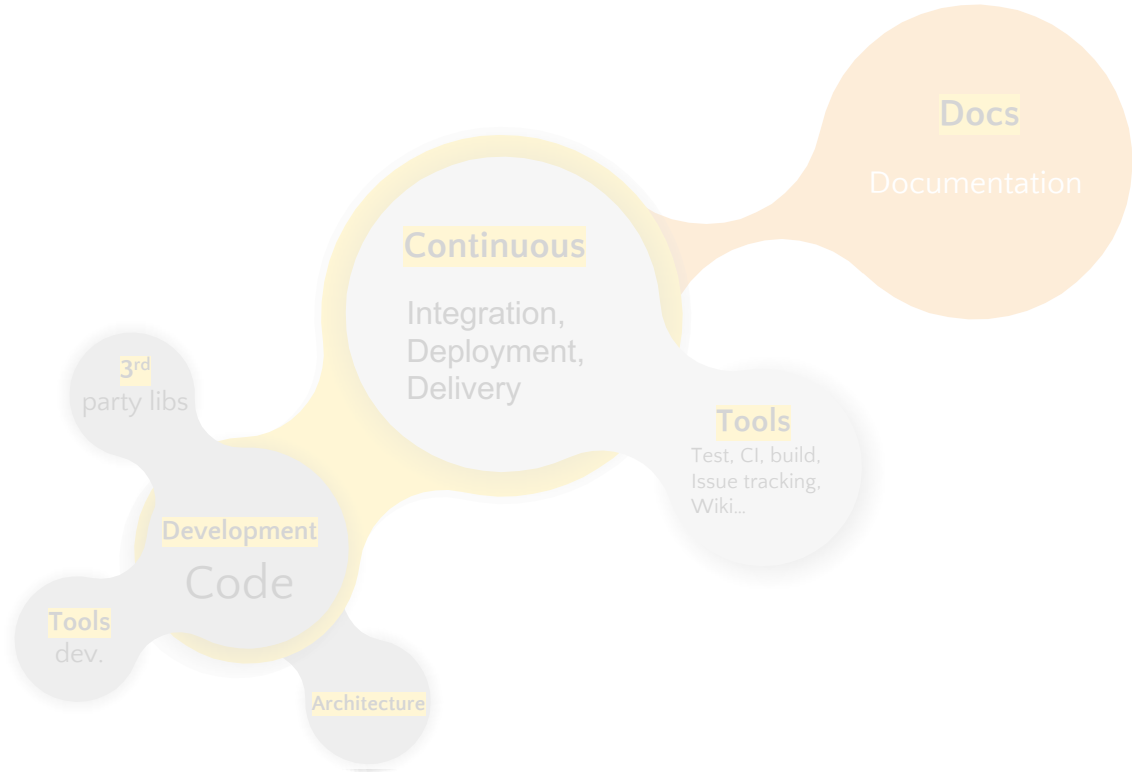 Docs
Documentation
Continuous
Integration,
Deployment,
Delivery
3rd
party libs
Tools
Test, CI, build,
Issue tracking,
Wiki...
Development
Code
Tools
dev.
Architecture